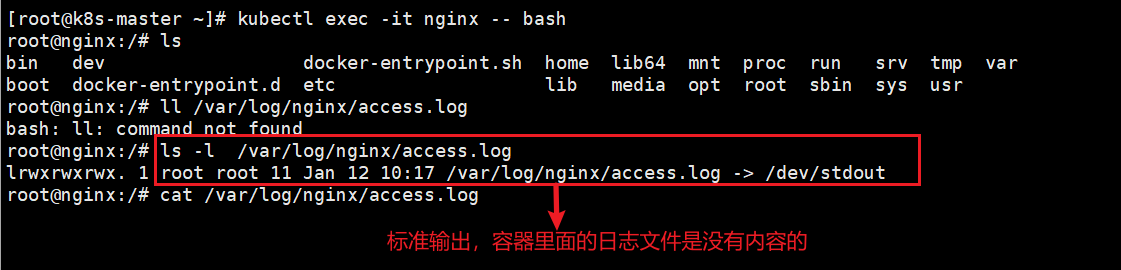 [root@k8s-master ~]# kubectl exec -it nginx -- bash
root@nginx:/# ls
bin   dev                  docker-entrypoint.sh  home  lib64  mnt  proc  run   srv  tmp  var
boot  docker-entrypoint.d  etc                   lib   media  opt  root  sbin  sys  usr
root@nginx:/# ll /var/log/nginx/access.log
bash: ll: command not found
root@nginx:/# ls -l  /var/log/nginx/access.log
lrwxrwxrwx. 1 root root 11 Jan 12 10:17 /var/log/nginx/access.log -> /dev/stdout
root@nginx:/# cat /var/log/nginx/access.log
标准输出，容器里面的日志文件是没有内容的